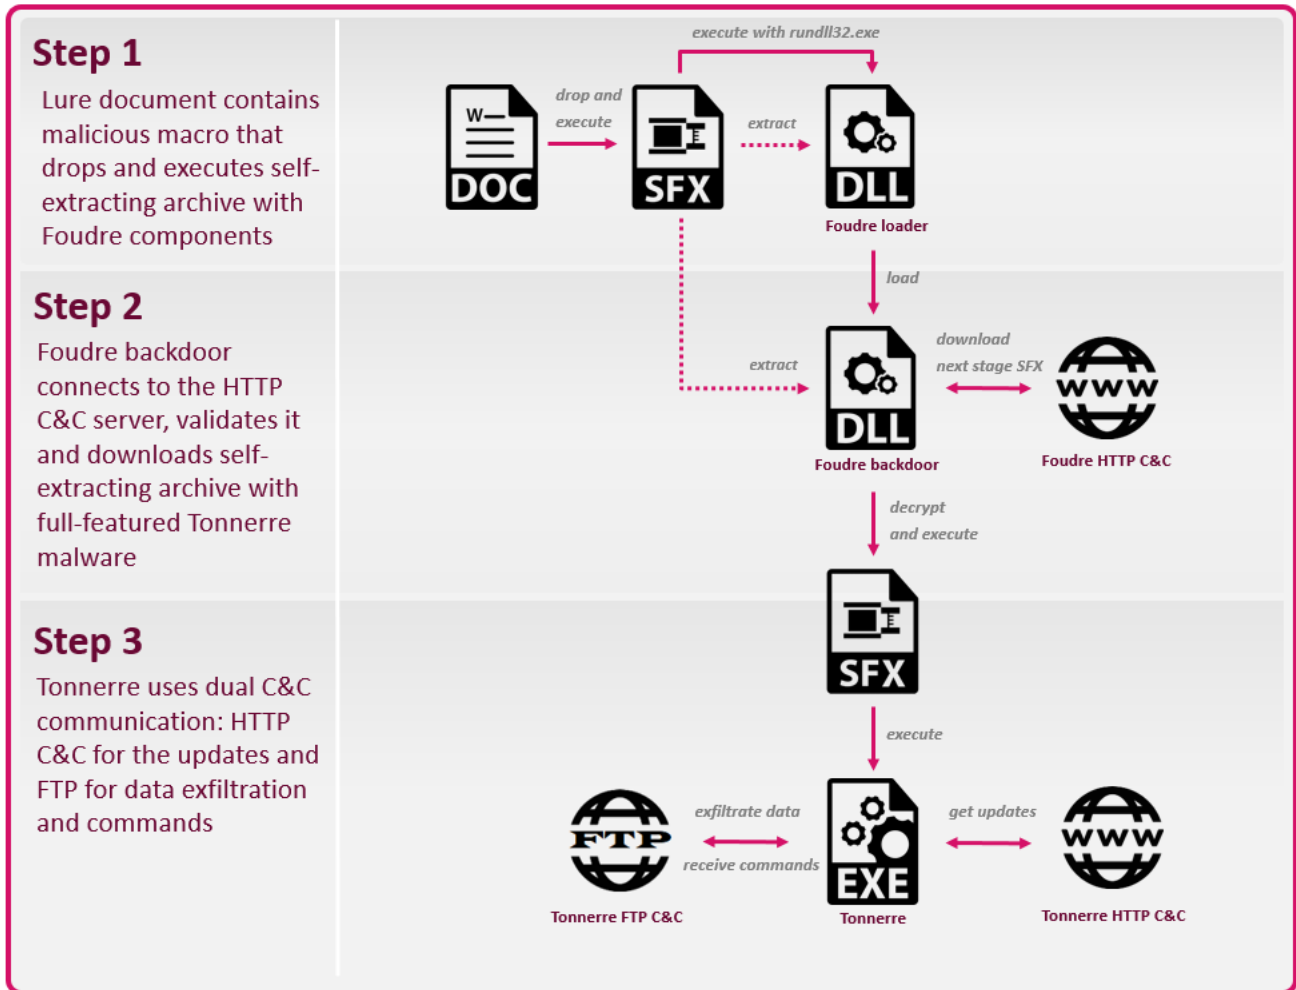 Step 1
Lure document contains
malicious macro that
drops and executes self-
extracting archive with
Foudre components
execute with rundll32.exe
W
DOC
drop and
execute
SFX
extract
DLL
Foudre loader
Step 2
Foudre backdoor
connects to the HTTP
C&C server, validates it
and downloads self-
extracting archive with
full-featured Tonnerre
malware
load
extract
DLL
Foudre backdoor
download
next stage SFX
WWW
Foudre HTTP C&C
decrypt
and execute
SFX
Step 3
Tonnerre uses dual C&C
communication: HTTP
C&C for the updates and
FTP for data exfiltration
and commands
execute
FTP
Tonnerre FTP C&C
exfiltrate data
receive commands
EXE
Tonnerre
get updates
WWW
Tonnerre HTTP C&C